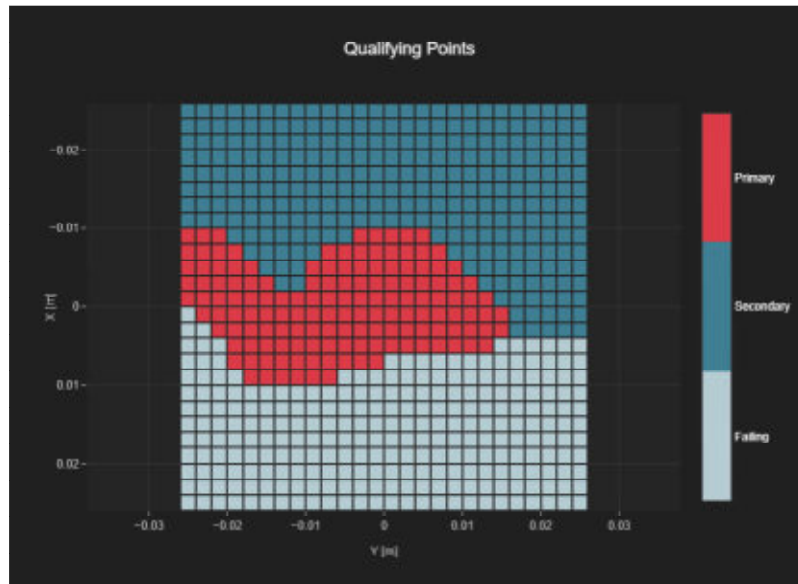 Qualifying Points
Primary
Secondary
Failing
X [m]
−0.02
−0.01
0
0.01
0.02
−0.03
−0.02
−0.01
0
0.01
0.02
0.03
Y [m]